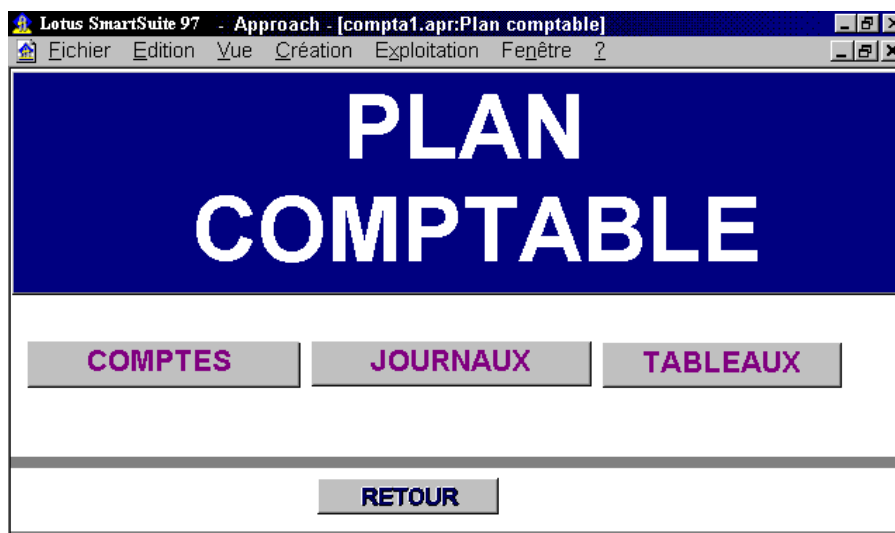 Lotus SmartSuite 97 - Approach - [compta1.apr:Plan comptable]
Fichier Edition Vue Création Exploitation Fenêtre ?
PLAN
COMPTABLE
COMPTES JOURNAUX TABLEAUX
RETOUR